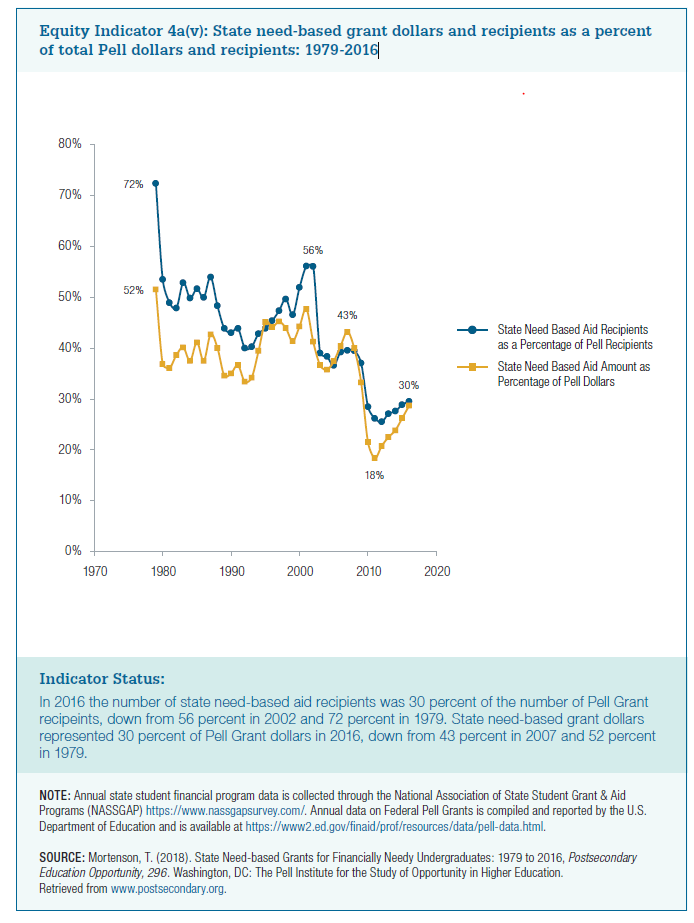 Equity Indicator 4a(v): State need-based grant dollars and recipients as a percent
of total Pell dollars and recipients: 1979-2016
80%
70%
60%
50%
40%
30%
20%
10%
0%
72%
52%
56%
43%
30%
18%
1970
1980
1990
2000
2010
2020
State Need Based Aid Recipients
as a Percentage of Pell Recipients
State Need Based Aid Amount as
Percentage of Pell Dollars
Indicator Status:
In 2016 the number of state need-based aid recipients was 30 percent of the number of Pell Grant
recipeints, down from 56 percent in 2002 and 72 percent in 1979. State need-based grant dollars
represented 30 percent of Pell Grant dollars in 2016, down from 43 percent in 2007 and 52 percent
in 1979.
NOTE: Annual state student financial program data is collected through the National Association of State Student Grant & Aid
Programs (NASSGAP) https://www.nassgapsurvey.com/. Annual data on Federal Pell Grants is compiled and reported by the U.S.
Department of Education and is available at https://www2.ed.gov/finaid/prof/resources/data/pell-data.html.
SOURCE: Mortenson, T. (2018). State Need-based Grants for Financially Needy Undergraduates: 1979 to 2016, Postsecondary
Education Opportunity, 296. Washington, DC: The Pell Institute for the Study of Opportunity in Higher Education.
Retrieved from www.postsecondary.org.